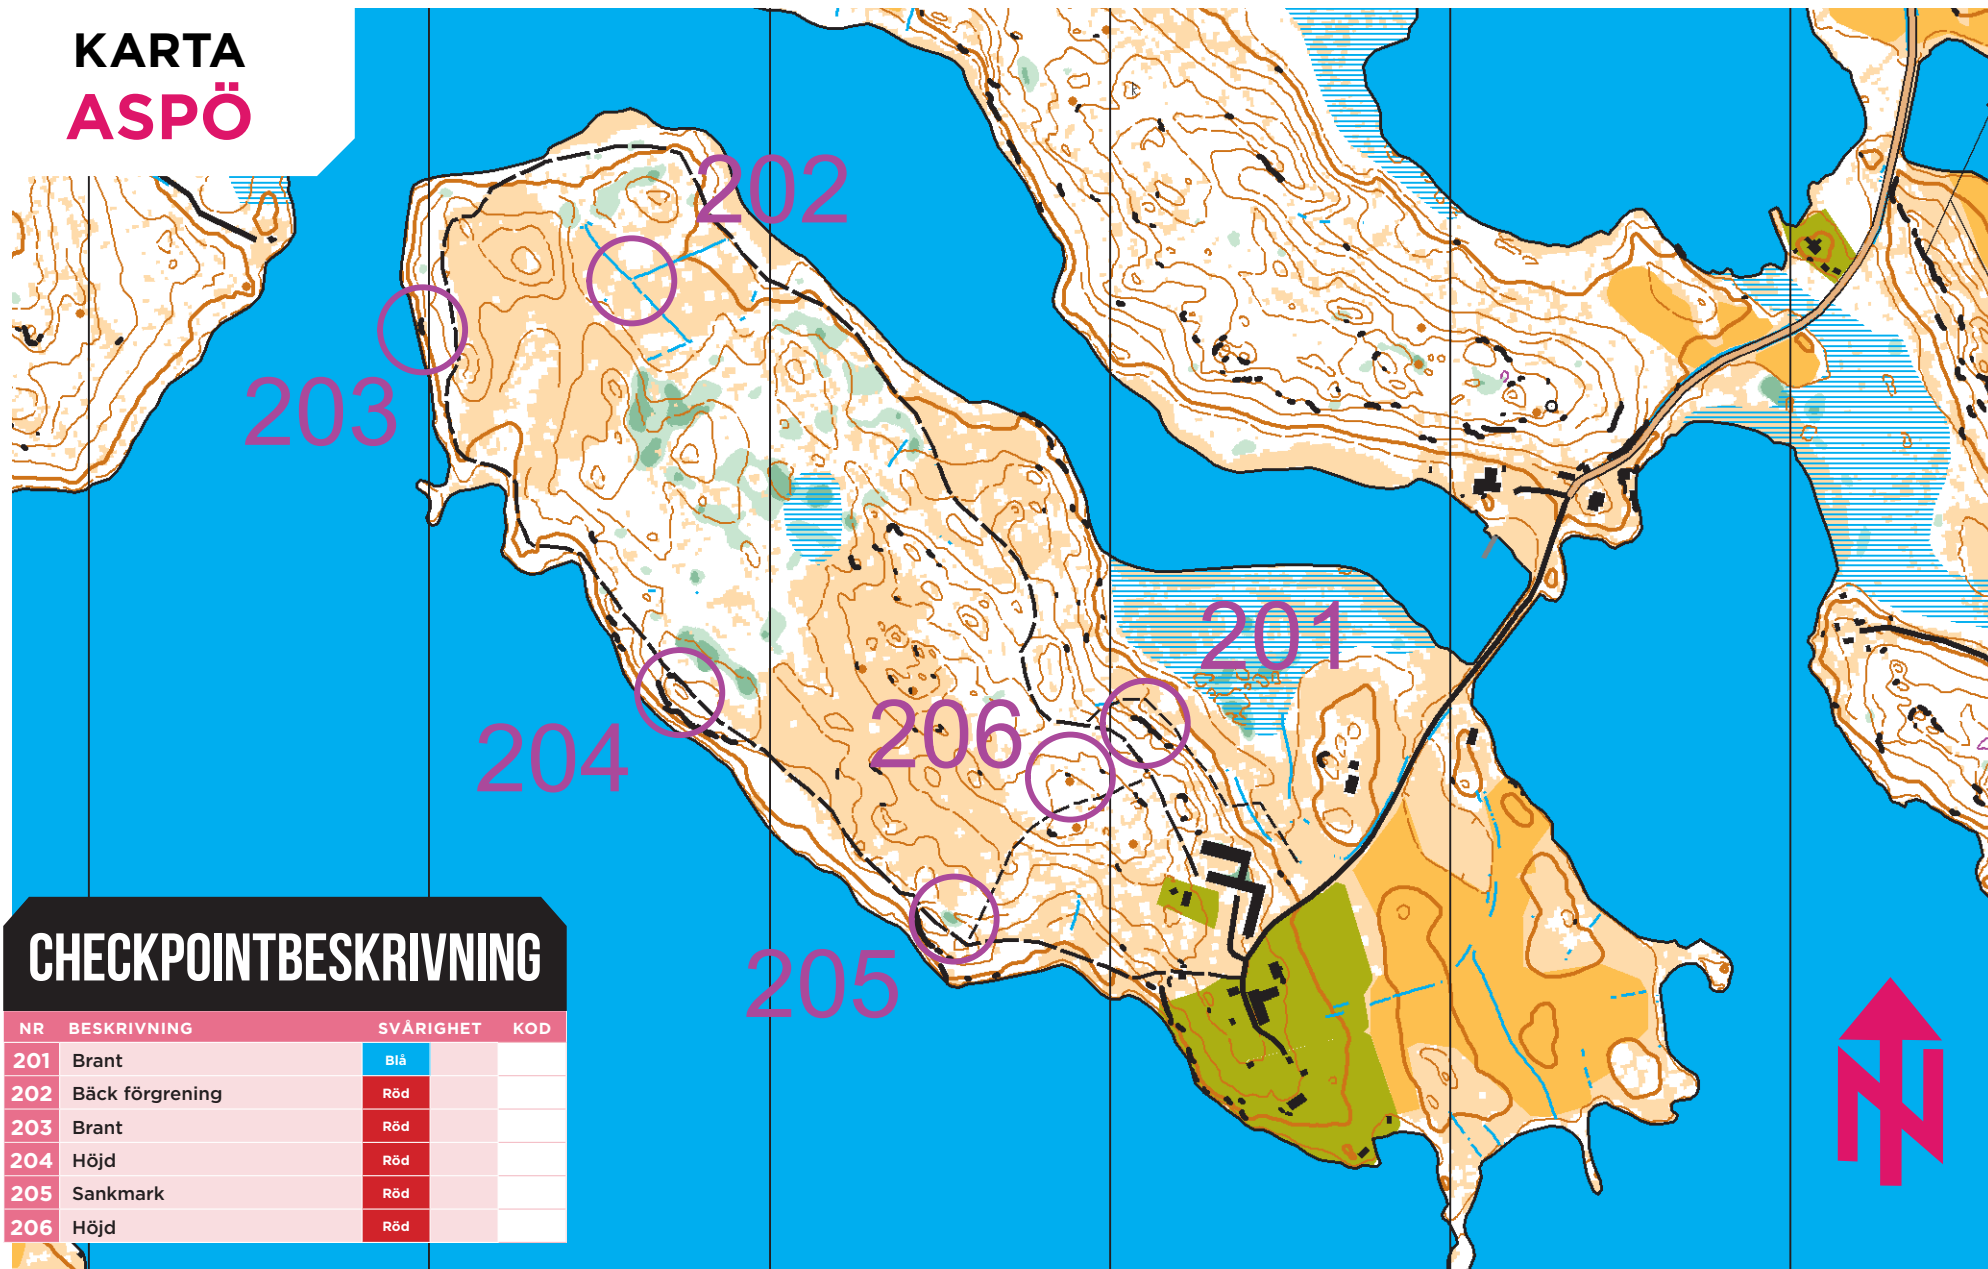 KARTA
ASPÖ
202
203
201
206
204
205
CHECKPOINTBESKRIVNING
NR BESKRIVNING SVÅRIGHET KOD
201 Brant Blå
202 Bäck förgrening Röd
203 Brant Röd
204 Höjd Röd
205 Sankmark Röd
206 Höjd Röd
N